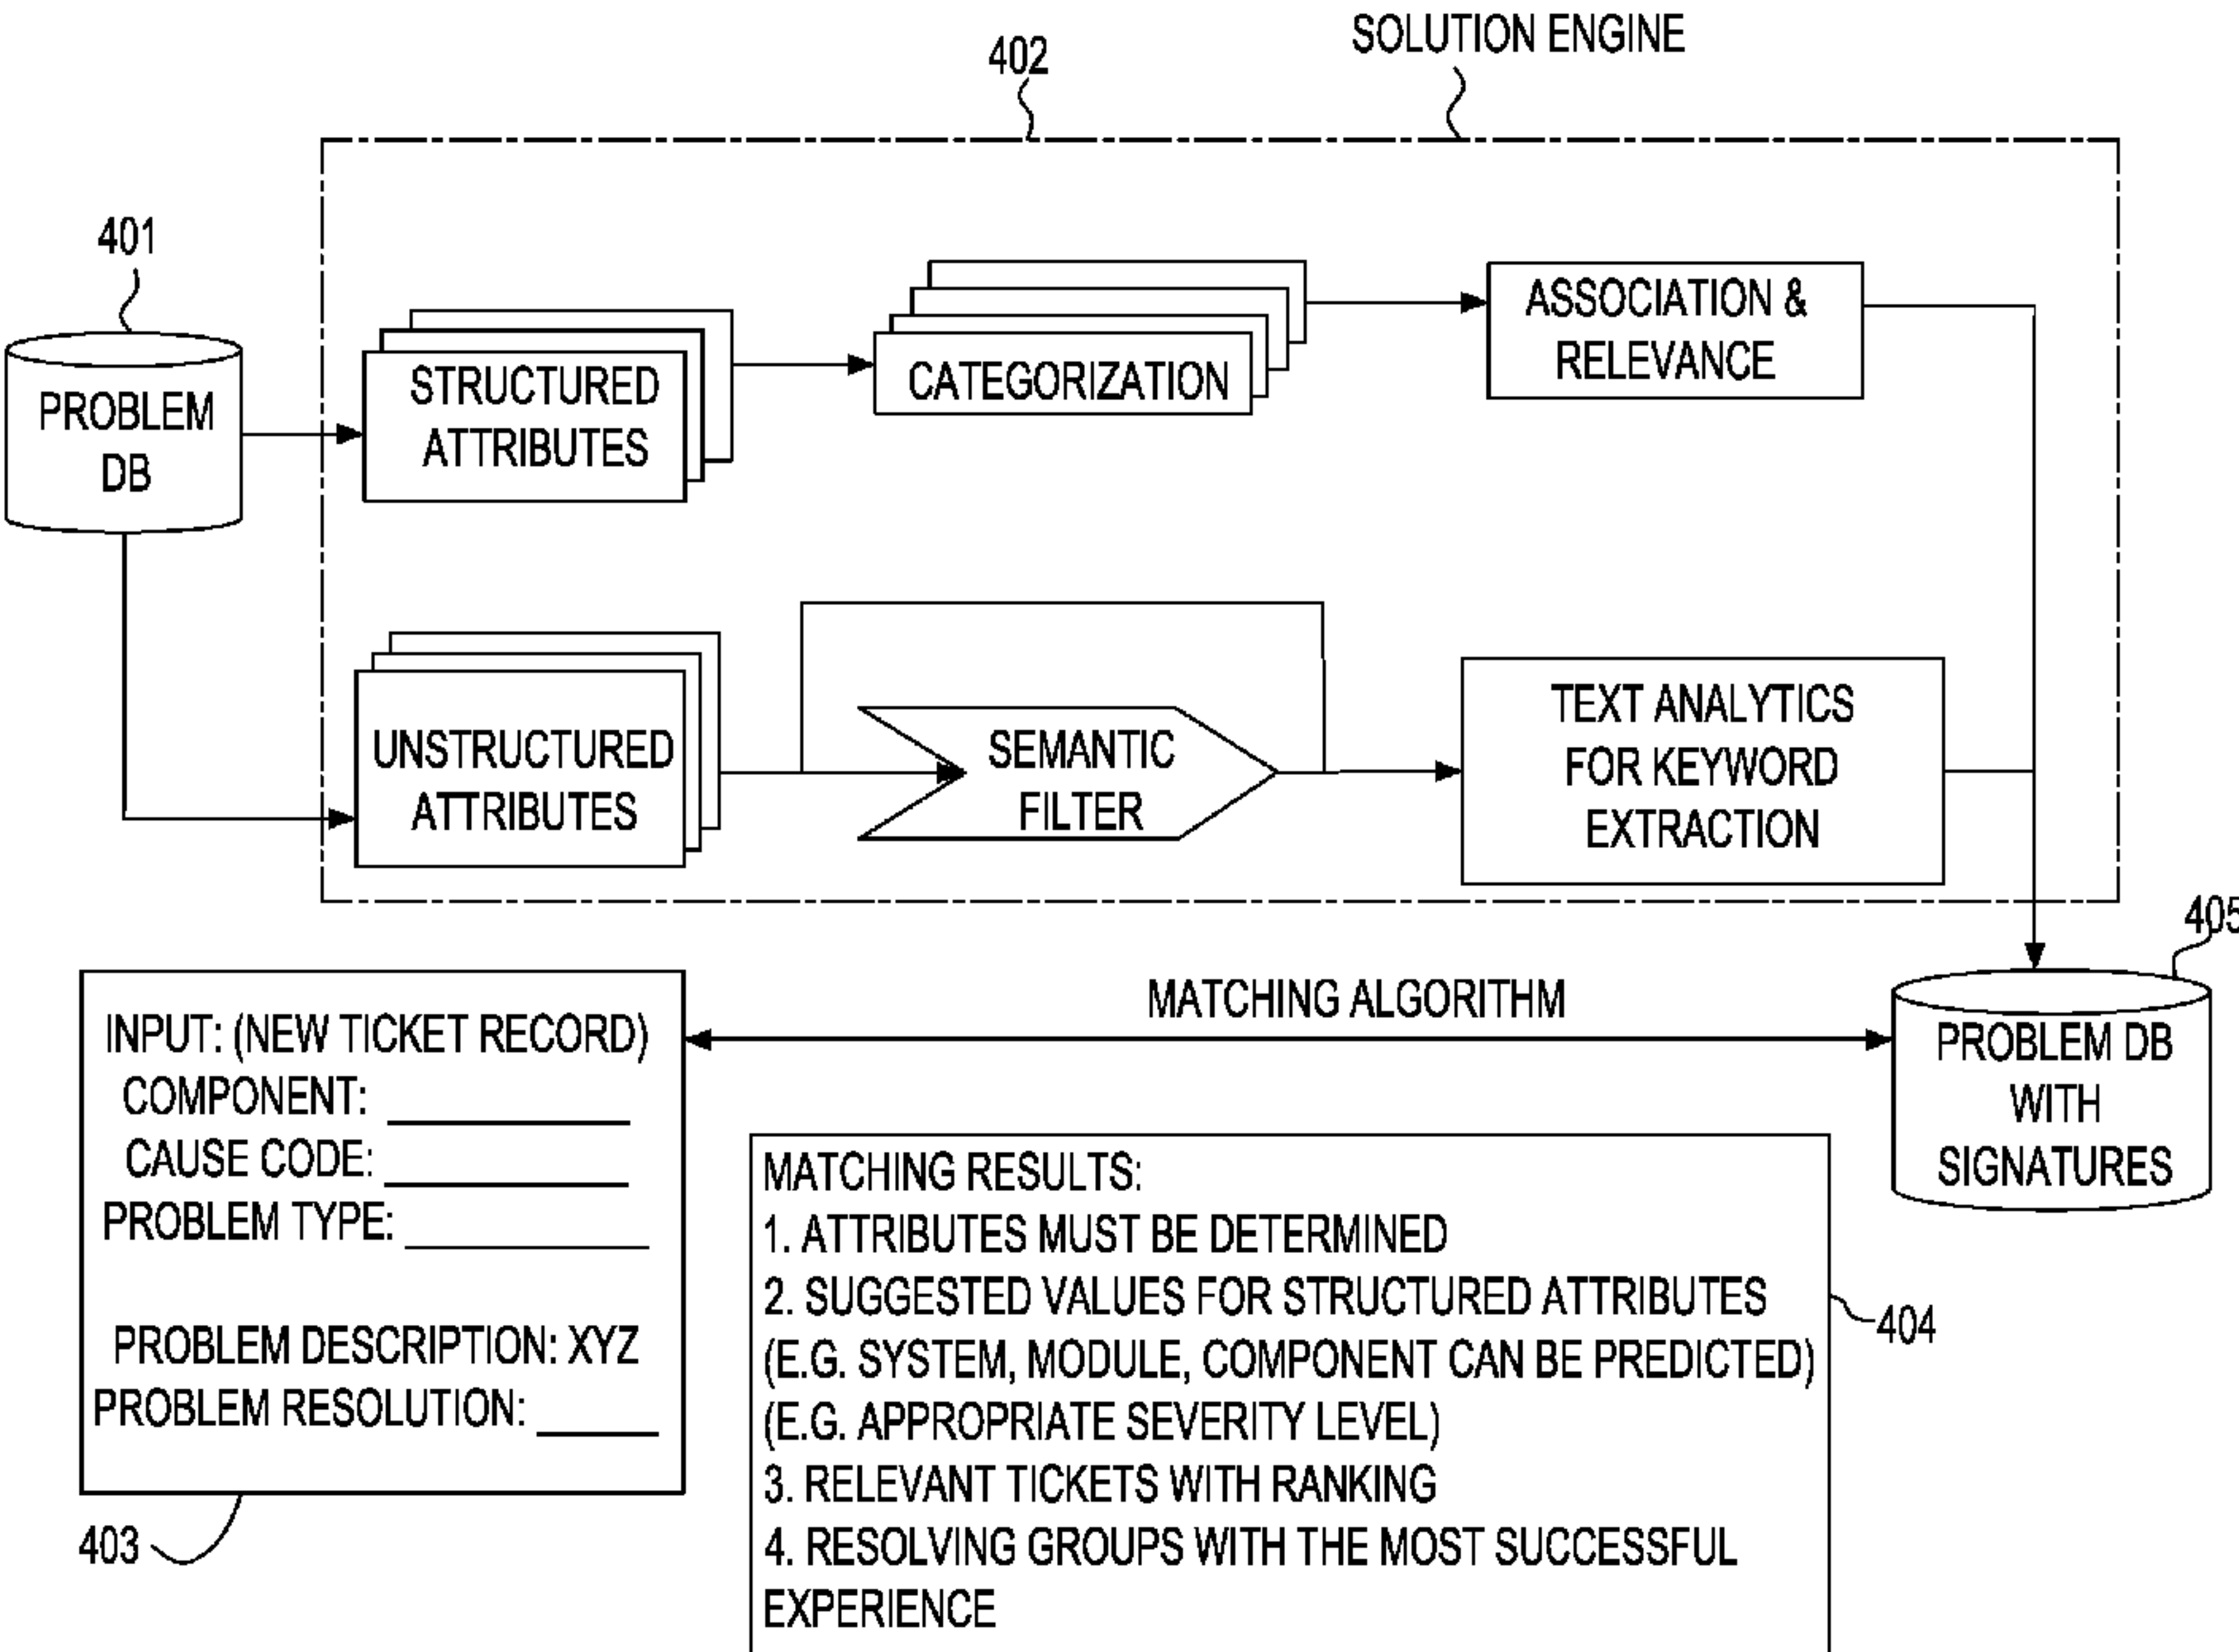 SOLUTION ENGINE
402
401
PROBLEM
DB
STRUCTURED
ATTRIBUTES
CATEGORIZATION
ASSOCIATION &
RELEVANCE
UNSTRUCTURED
ATTRIBUTES
SEMANTIC
FILTER
TEXT ANALYTICS
FOR KEYWORD
EXTRACTION
405
PROBLEM DB
WITH
SIGNATURES
MATCHING ALGORITHM
INPUT: (NEW TICKET RECORD)
COMPONENT: ________
CAUSE CODE: ________
PROBLEM TYPE: ________
PROBLEM DESCRIPTION: XYZ
PROBLEM RESOLUTION: ____
403
MATCHING RESULTS:
1. ATTRIBUTES MUST BE DETERMINED
2. SUGGESTED VALUES FOR STRUCTURED ATTRIBUTES
(E.G. SYSTEM, MODULE, COMPONENT CAN BE PREDICTED)
(E.G. APPROPRIATE SEVERITY LEVEL)
3. RELEVANT TICKETS WITH RANKING
4. RESOLVING GROUPS WITH THE MOST SUCCESSFUL
EXPERIENCE
404